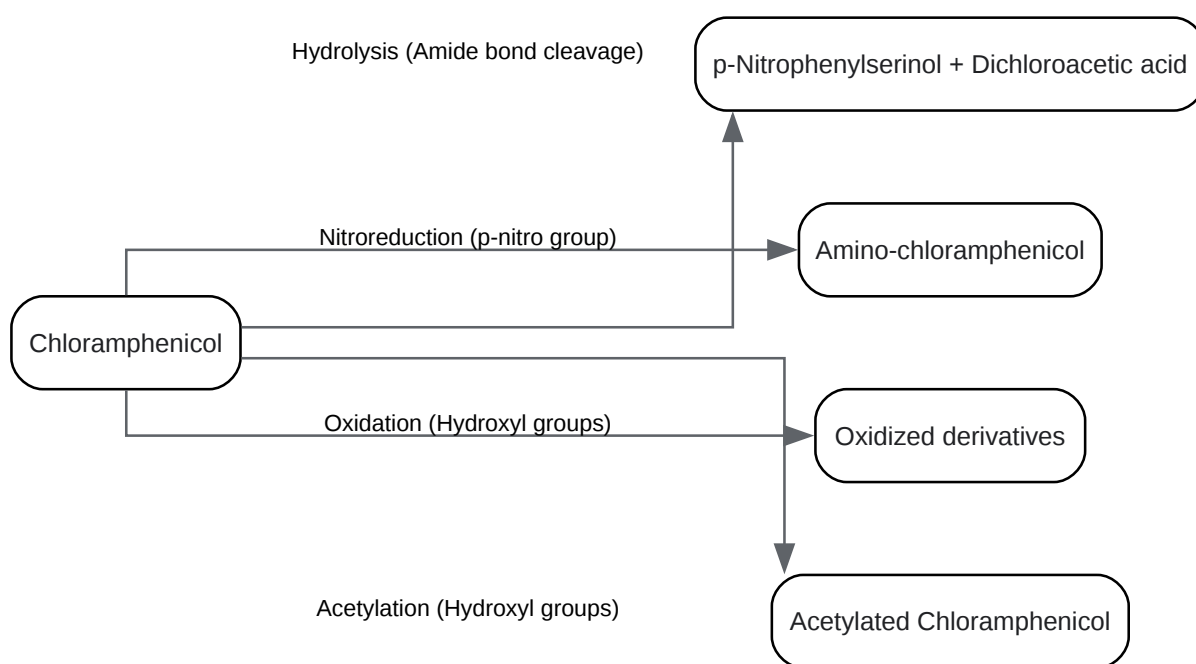 Hydrolysis (Amide bond cleavage)
p-Nitrophenylserinol + Dichloroacetic acid
Nitroreduction (p-nitro group)
Amino-chloramphenicol
Chloramphenicol
Oxidation (Hydroxyl groups)
Oxidized derivatives
Acetylation (Hydroxyl groups)
Acetylated Chloramphenicol